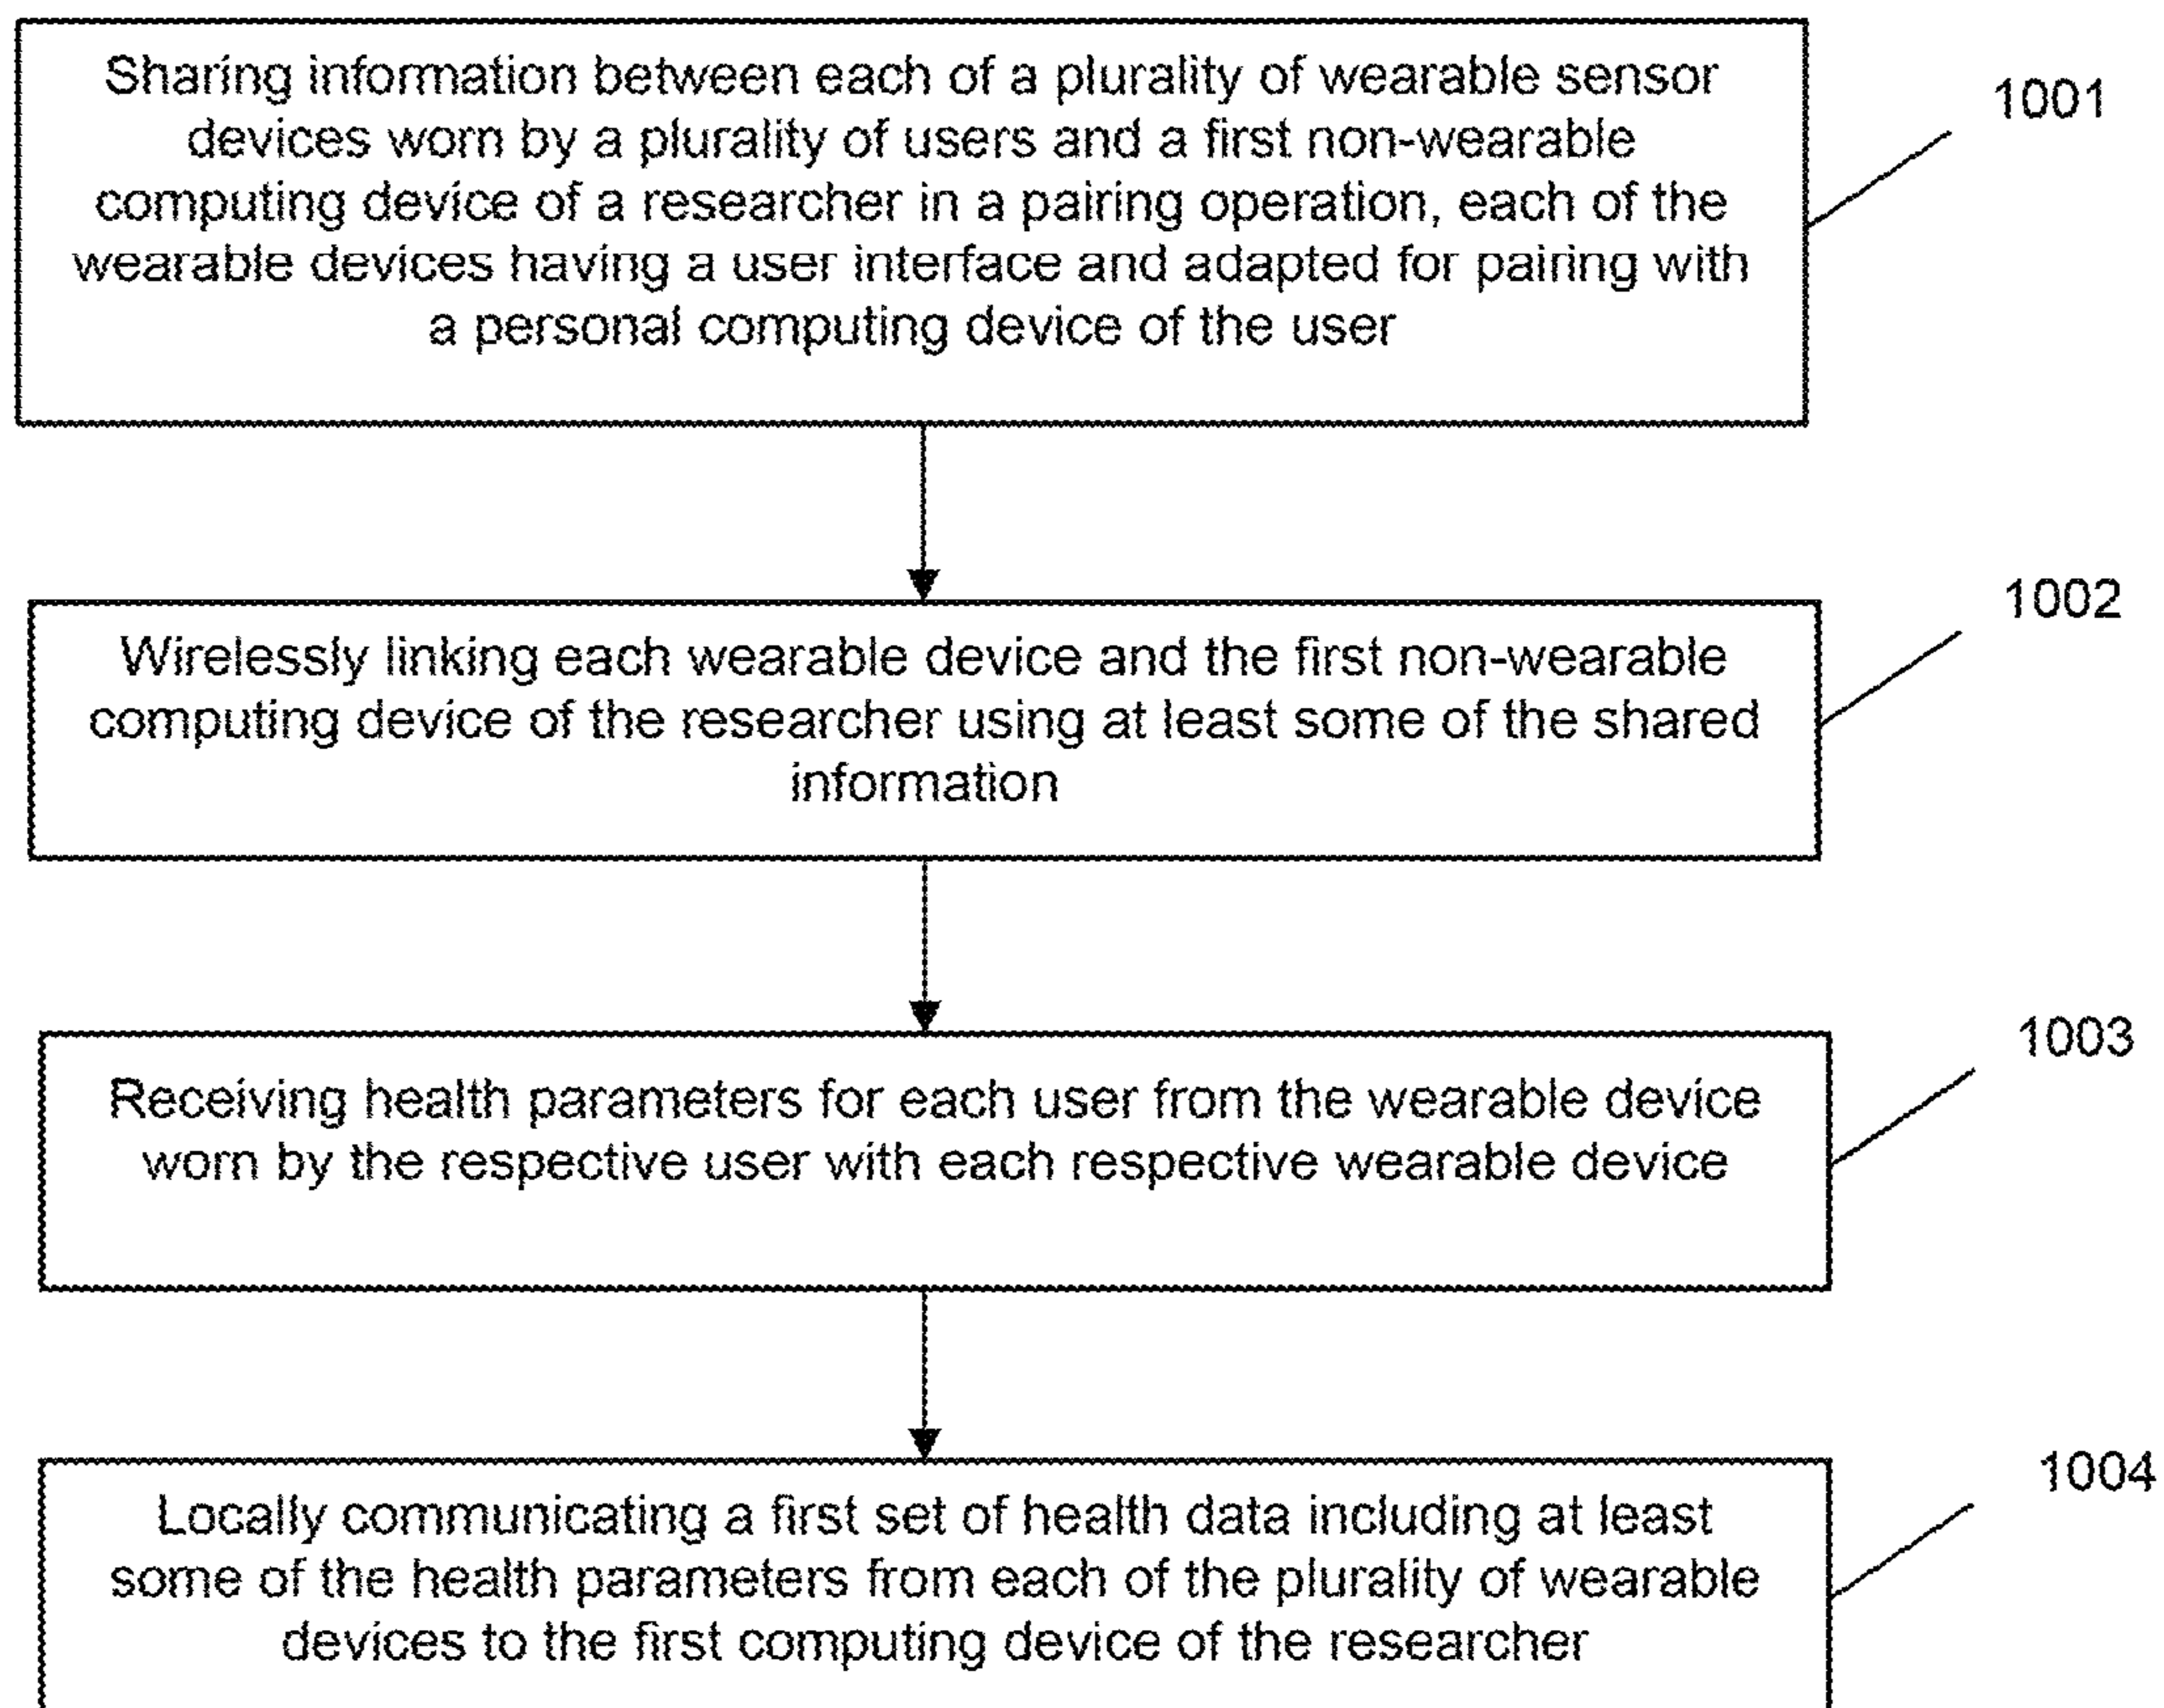 Sharing information between each of a plurality of wearable sensor
devices worn by a plurality of users and a first non-wearable
computing device of a researcher in a pairing operation, each of the
wearable devices having a user interface and adapted for pairing with
a personal computing device of the user
1001
Wirelessly linking each wearable device and the first non-wearable
computing device of the researcher using at least some of the shared
information
1002
Receiving health parameters for each user from the wearable device
worn by the respective user with each respective wearable device
1003
Locally communicating a first set of health data including at least
some of the health parameters from each of the plurality of wearable
devices to the first computing device of the researcher
1004